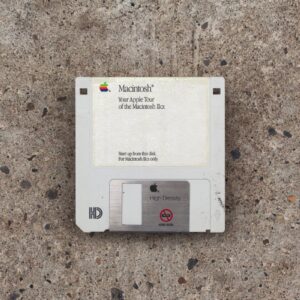 Macintosh®
Your Apple Tour
of the Macintosh IIcx
Start up from this disk.
For Macintosh IIcx only.
High Density
HD